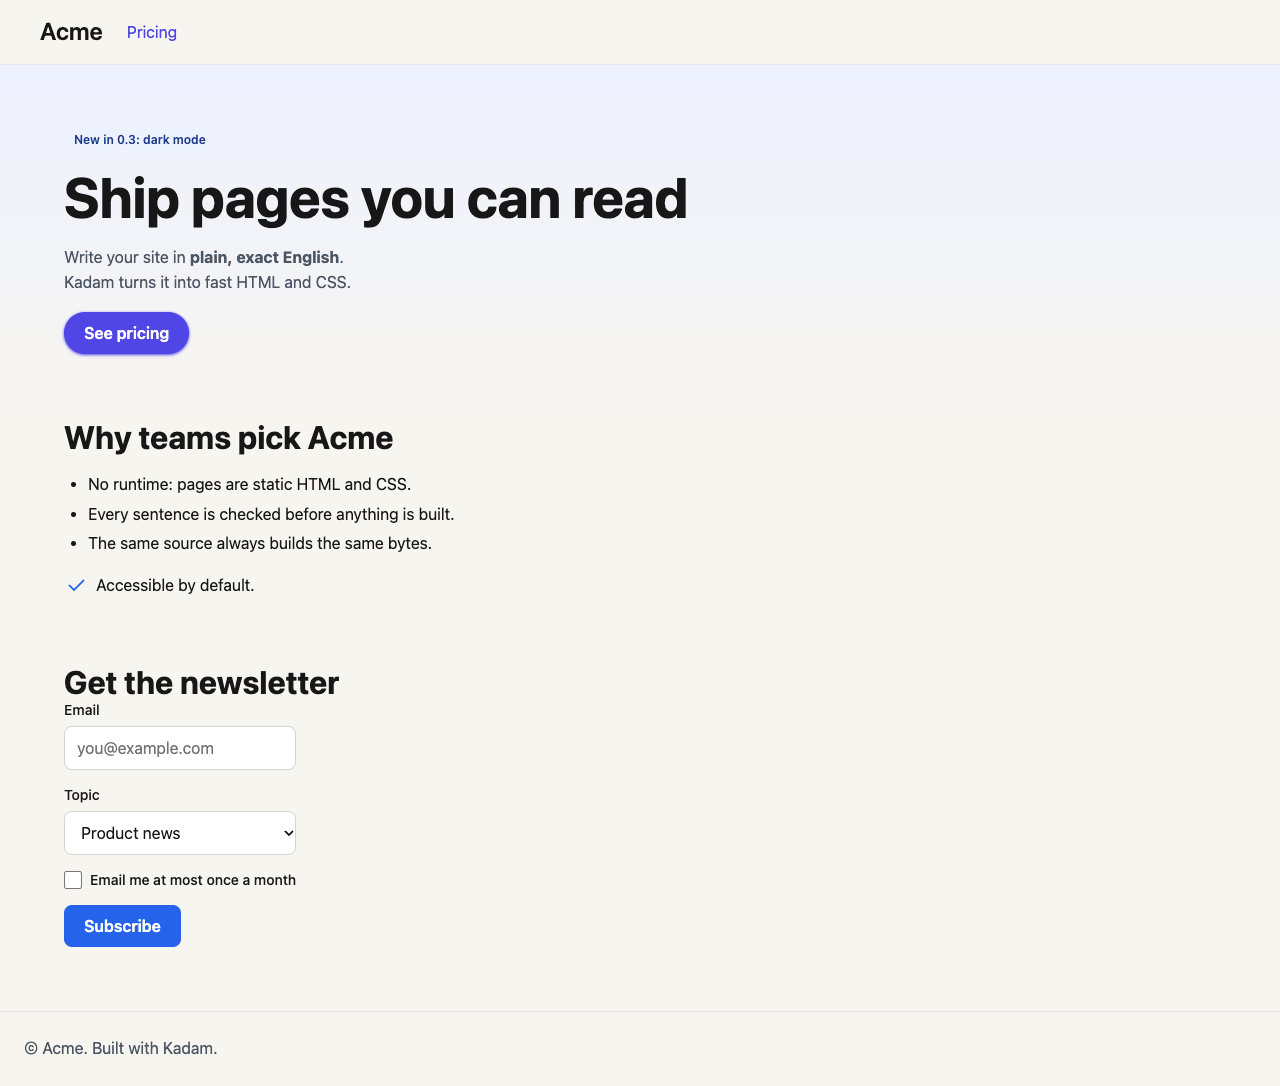 Acme Pricing
New in 0.3: dark mode
Ship pages you can read
Write your site in plain, exact English.
Kadam turns it into fast HTML and CSS.
See pricing
Why teams pick Acme
• No runtime: pages are static HTML and CSS.
• Every sentence is checked before anything is built.
• The same source always builds the same bytes.
Accessible by default.
Get the newsletter
Email
you@example.com
Topic
Product news
Email me at most once a month
Subscribe
© Acme. Built with Kadam.